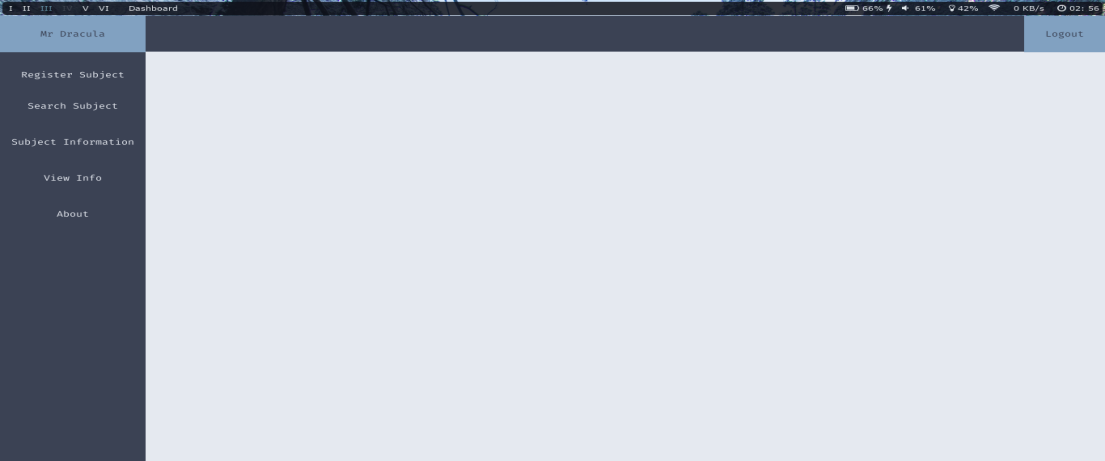 I II III IV V VI Dashboard 66% 61% 42% 0 KB/s 02: 56
Mr Dracula Logout
Register Subject
Search Subject
Subject Information
View Info
About